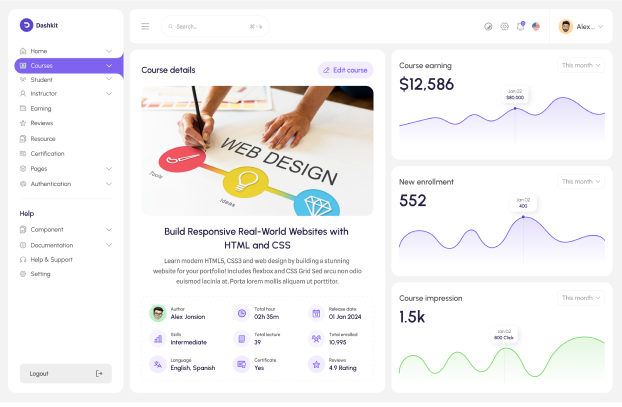 Dashkit
Home
Courses
Student
Instructor
Earning
Reviews
Resource
Certification
Pages
Authentication
Help
Component
Documentation
Help & Support
Setting
Logout
Search...
Alex...
Course details
Edit course
WEB DESIGN
Tools
Ideas
Build Responsive Real-World Websites with
HTML and CSS
Learn modern HTML5, CSS3 and web design by building a stunning
website for your portfolio! Includes flexbox and CSS Grid Sed arcu non odio
euismod lacinia at. Porta lorem mollis aliquam ut porttitor.
Author
Alex Jonsion
Total hour
02h 35m
Release date
01 Jan 2024
Skills
Intermediate
Total lecture
39
Total enrolled
10,995
Language
English, Spanish
Certificate
Yes
Reviews
4.9 Rating
Course earning
This month
$12,586
Jan 02
$80,000
New enrollment
This month
552
Jan 02
400
Course impression
This month
1.5k
Jan 02
500 Click